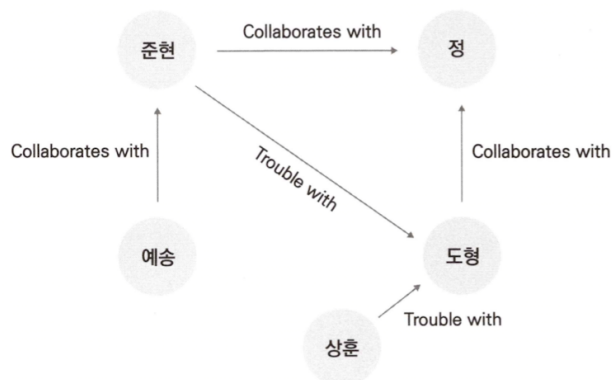 Collaborates with
준현
정
Collaborates with
Collaborates with
Trouble with
예송
도형
Trouble with
상훈